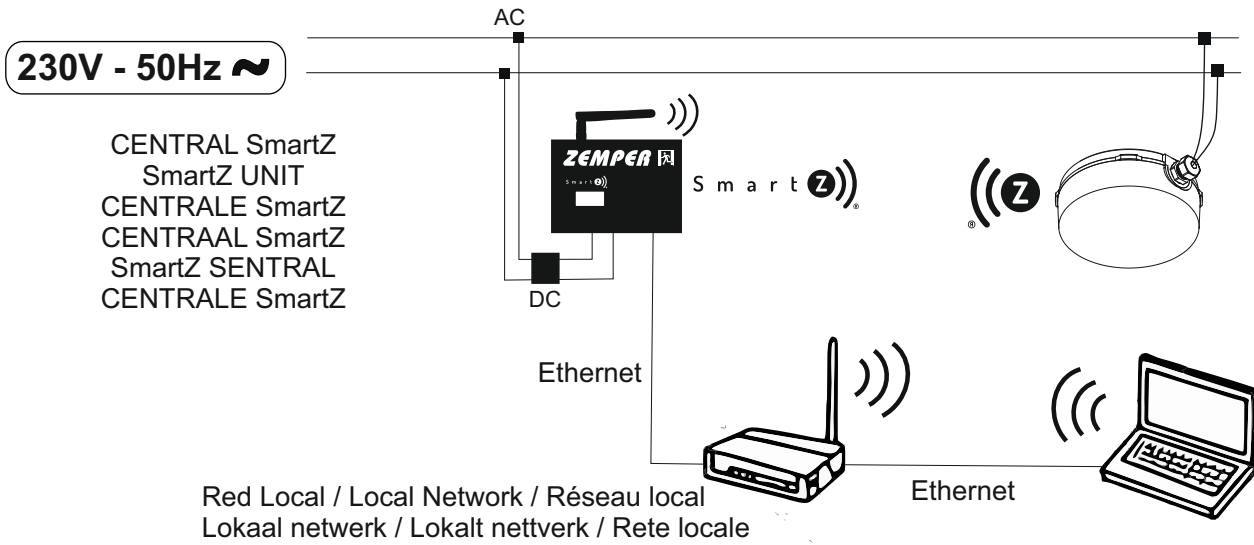 AC
230V - 50Hz ~
CENTRAL SmartZ
SmartZ UNIT
CENTRALE SmartZ
CENTRAAL SmartZ
SmartZ SENTRAL
CENTRALE SmartZ
ZEMPER
Smart Z
Smart Z ®
® Z
DC
Ethernet
Ethernet
Red Local / Local Network / Réseau local
Lokaal netwerk / Lokalt nettverk / Rete locale